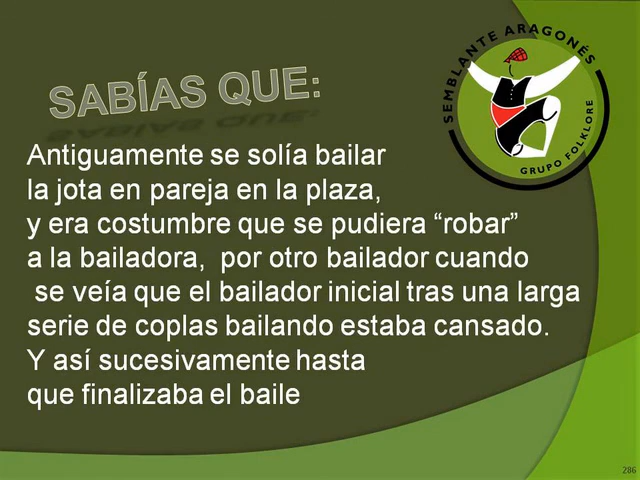 SABÍAS QUE:
SEMBLANTE ARAGONÉS
GRUPO FOLKLORE
Antiguamente se solía bailar
la jota en pareja en la plaza,
y era costumbre que se pudiera “robar”
a la bailadora, por otro bailador cuando
se veía que el bailador inicial tras una larga
serie de coplas bailando estaba cansado.
Y así sucesivamente hasta
que finalizaba el baile
286